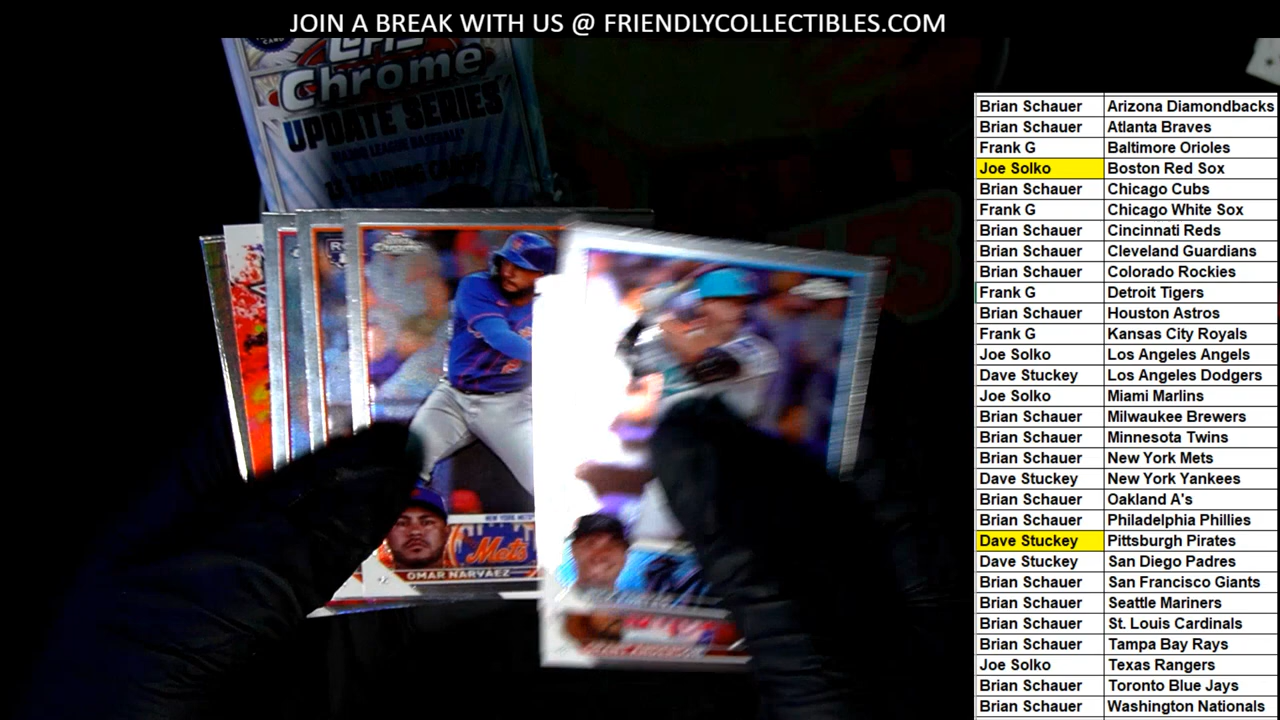 JOIN A BREAK WITH US @ FRIENDLYCOLLECTIBLES.COM
Chrome
UPDATE SERIES
MAJOR LEAGUE BASEBALL
Chrome
NEW YORK METS
Mets
OMAR NARVAEZ
Brian Schauer Arizona Diamondbacks
Brian Schauer Atlanta Braves
Frank G Baltimore Orioles
Joe Solko Boston Red Sox
Brian Schauer Chicago Cubs
Frank G Chicago White Sox
Brian Schauer Cincinnati Reds
Brian Schauer Cleveland Guardians
Brian Schauer Colorado Rockies
Frank G Detroit Tigers
Brian Schauer Houston Astros
Frank G Kansas City Royals
Joe Solko Los Angeles Angels
Dave Stuckey Los Angeles Dodgers
Joe Solko Miami Marlins
Brian Schauer Milwaukee Brewers
Brian Schauer Minnesota Twins
Brian Schauer New York Mets
Dave Stuckey New York Yankees
Brian Schauer Oakland A's
Brian Schauer Philadelphia Phillies
Dave Stuckey Pittsburgh Pirates
Dave Stuckey San Diego Padres
Brian Schauer San Francisco Giants
Brian Schauer Seattle Mariners
Brian Schauer St. Louis Cardinals
Brian Schauer Tampa Bay Rays
Joe Solko Texas Rangers
Brian Schauer Toronto Blue Jays
Brian Schauer Washington Nationals